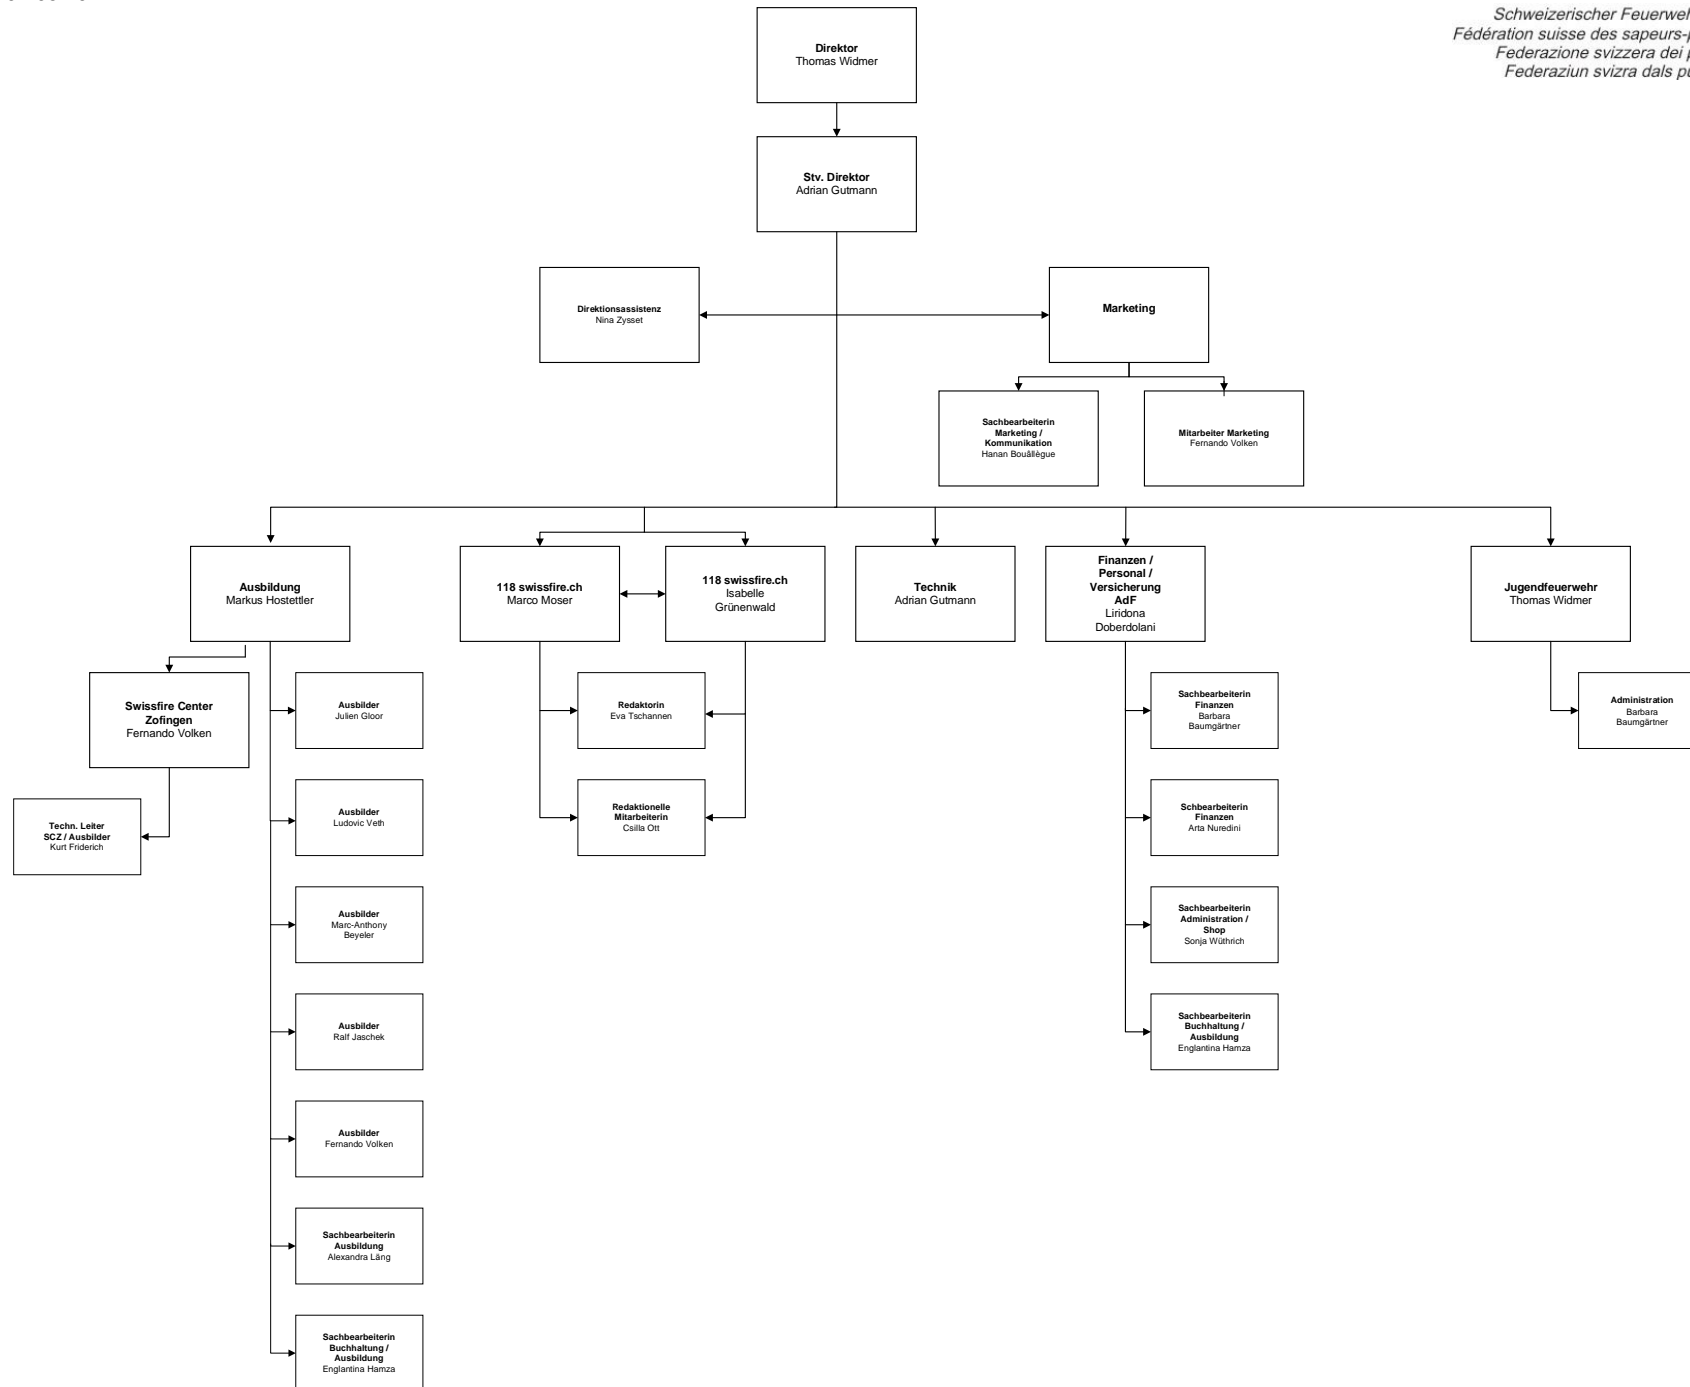 Schweizerischer
Fédération suisse des
Federazione svizzera dei
Federaziun svizra dals
Direktor
Thomas Widmer
Stv. Direktor
Adrian Gutmann
Direktionsassistenz
Nina Zysset
Marketing
Sachbearbeiterin
Marketing /
Kommunikation
Hanan Bouâllègue
Mitarbeiter Marketing
Fernando Volken
Ausbildung
Markus Hostettler
118 swissfire.ch
Marco Moser
118 swissfire.ch
Isabelle
Grünenwald
Technik
Adrian Gutmann
Finanzen /
Personal /
Versicherung
AdF
Liridona
Doberdolani
Jugendfeuerwehr
Thomas Widmer
Swissfire Center
Zofingen
Fernando Volken
Techn. Leiter
SCZ / Ausbilder
Kurt Friderich
Ausbilder
Julien Gloor
Ausbilder
Ludovic Veth
Ausbilder
Marc-Anthony
Beyeler
Ausbilder
Ralf Jaschek
Ausbilder
Fernando Volken
Sachbearbeiterin
Ausbildung
Alexandra Läng
Sachbearbeiterin
Buchhaltung /
Ausbildung
Englantina Hamza
Redaktorin
Eva Tschannen
Redaktionelle
Mitarbeiterin
Csilla Ott
Sachbearbeiterin
Finanzen
Barbara
Baumgärtner
Schbearbeiterin
Finanzen
Arta Nuredini
Sachbearbeiterin
Administration /
Shop
Sonja Wüthrich
Sachbearbeiterin
Buchhaltung /
Ausbildung
Englantina Hamza
Administration
Barbara
Baumgärtner